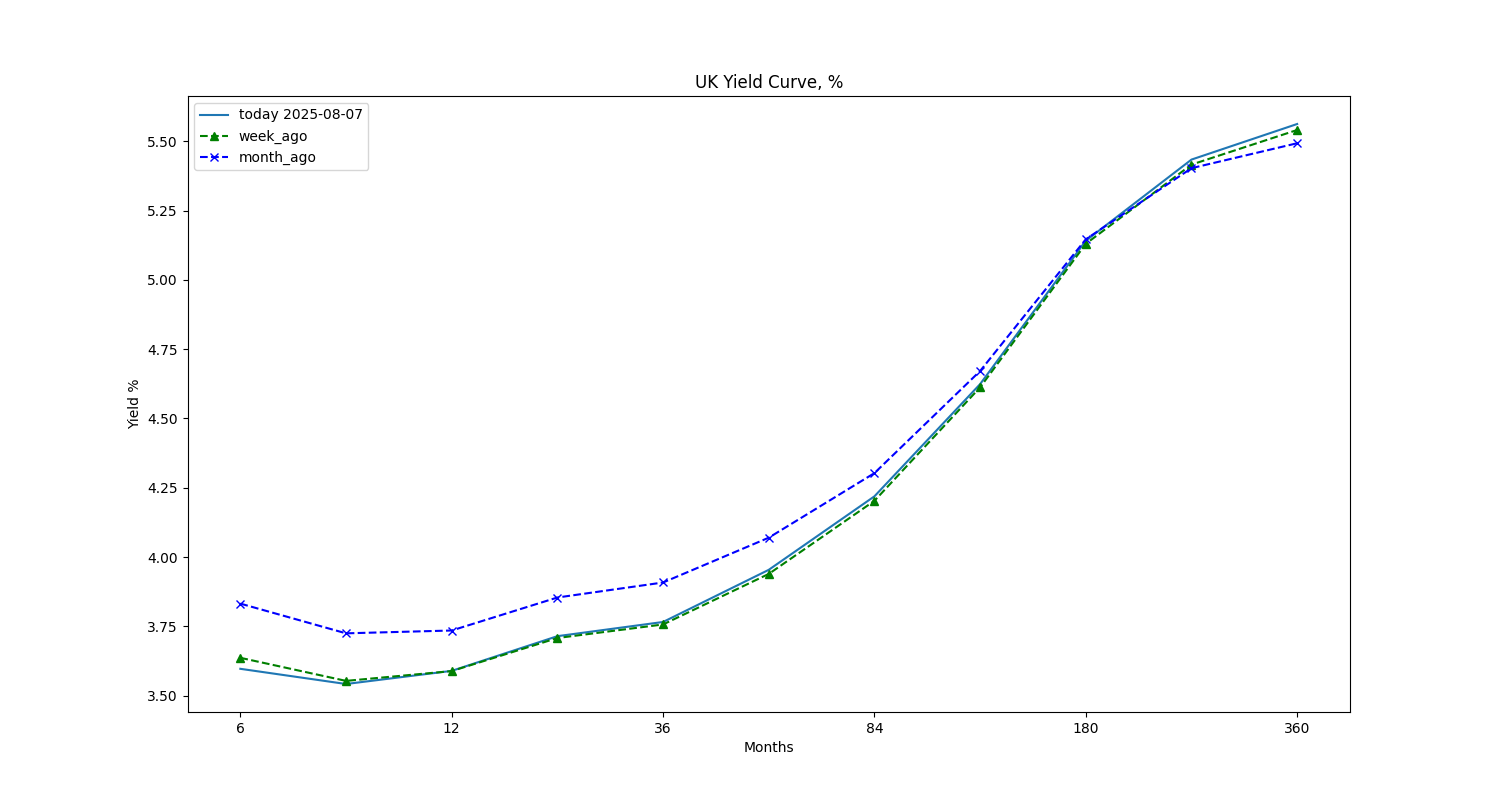 UK Yield Curve, %
today 2025-08-07
week_ago
month_ago
5.50
5.25
5.00
4.75
4.50
4.25
4.00
3.75
3.50
Yield %
6 12 36 84 180 360
Months